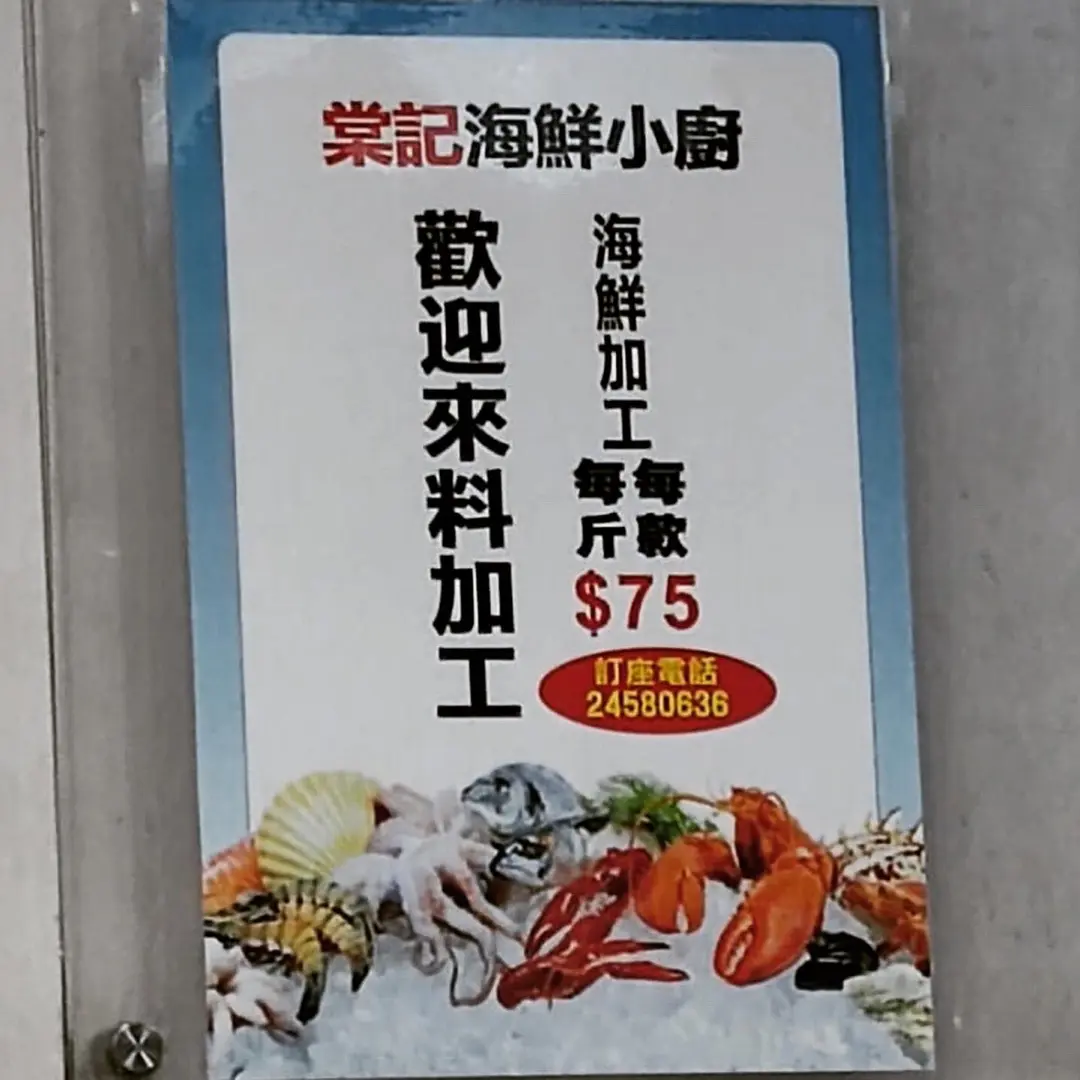 棠記海鮮小廚
海鮮加工
每款
每斤
$75
訂座電話
24580636
歡迎來料加工